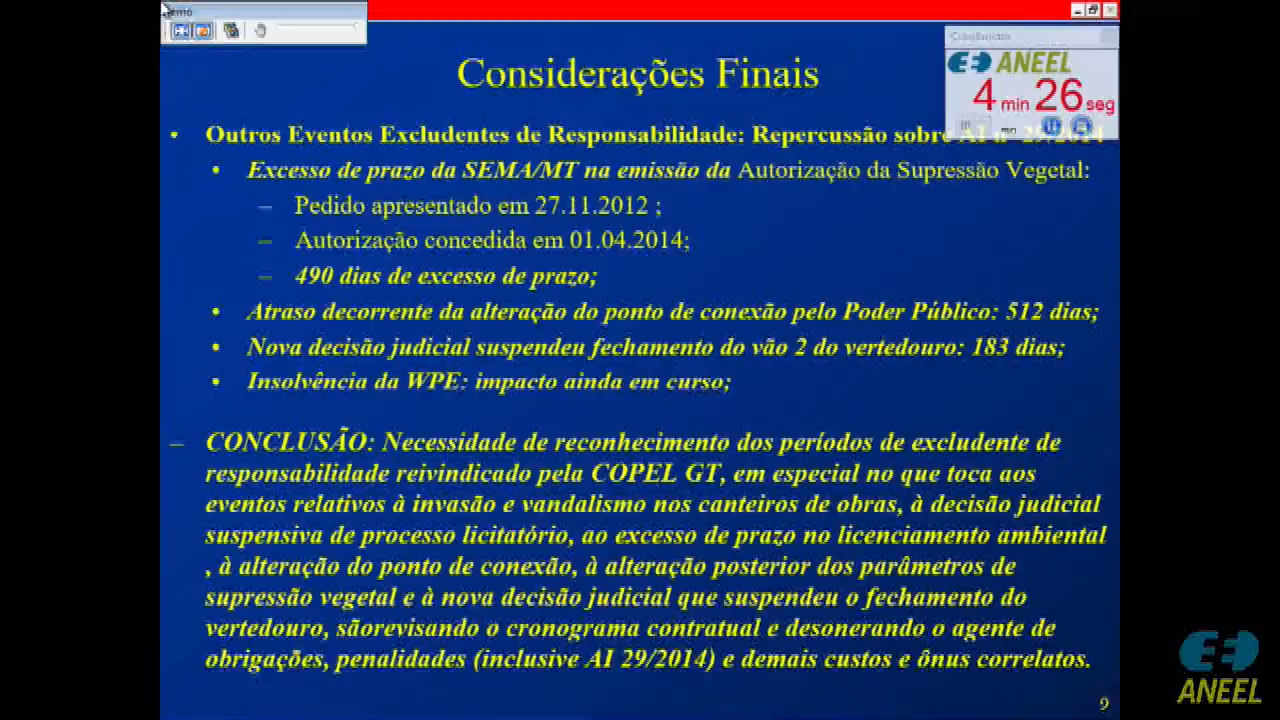 Considerações Finais
ANEEL
4 min 26 seg
min
• Outros Eventos Excludentes de Responsabilidade: Repercussão sobre AI nº 29/2014
• Excesso de prazo da SEMA/MT na emissão da Autorização da Supressão Vegetal:
– Pedido apresentado em 27.11.2012 ;
– Autorização concedida em 01.04.2014;
– 490 dias de excesso de prazo;
• Atraso decorrente da alteração do ponto de conexão pelo Poder Público: 512 dias;
• Nova decisão judicial suspendeu fechamento do vão 2 do vertedouro: 183 dias;
• Insolvência da WPE: impacto ainda em curso;
– CONCLUSÃO: Necessidade de reconhecimento dos períodos de excludente de
responsabilidade reivindicado pela COPEL GT, em especial no que toca aos
eventos relativos à invasão e vandalismo nos canteiros de obras, à decisão judicial
suspensiva de processo licitatório, ao excesso de prazo no licenciamento ambiental
, à alteração do ponto de conexão, à alteração posterior dos parâmetros de
supressão vegetal e à nova decisão judicial que suspendeu o fechamento do
vertedouro, sãorevisando o cronograma contratual e desonerando o agente de
obrigações, penalidades (inclusive AI 29/2014) e demais custos e ônus correlatos.
9
ANEEL